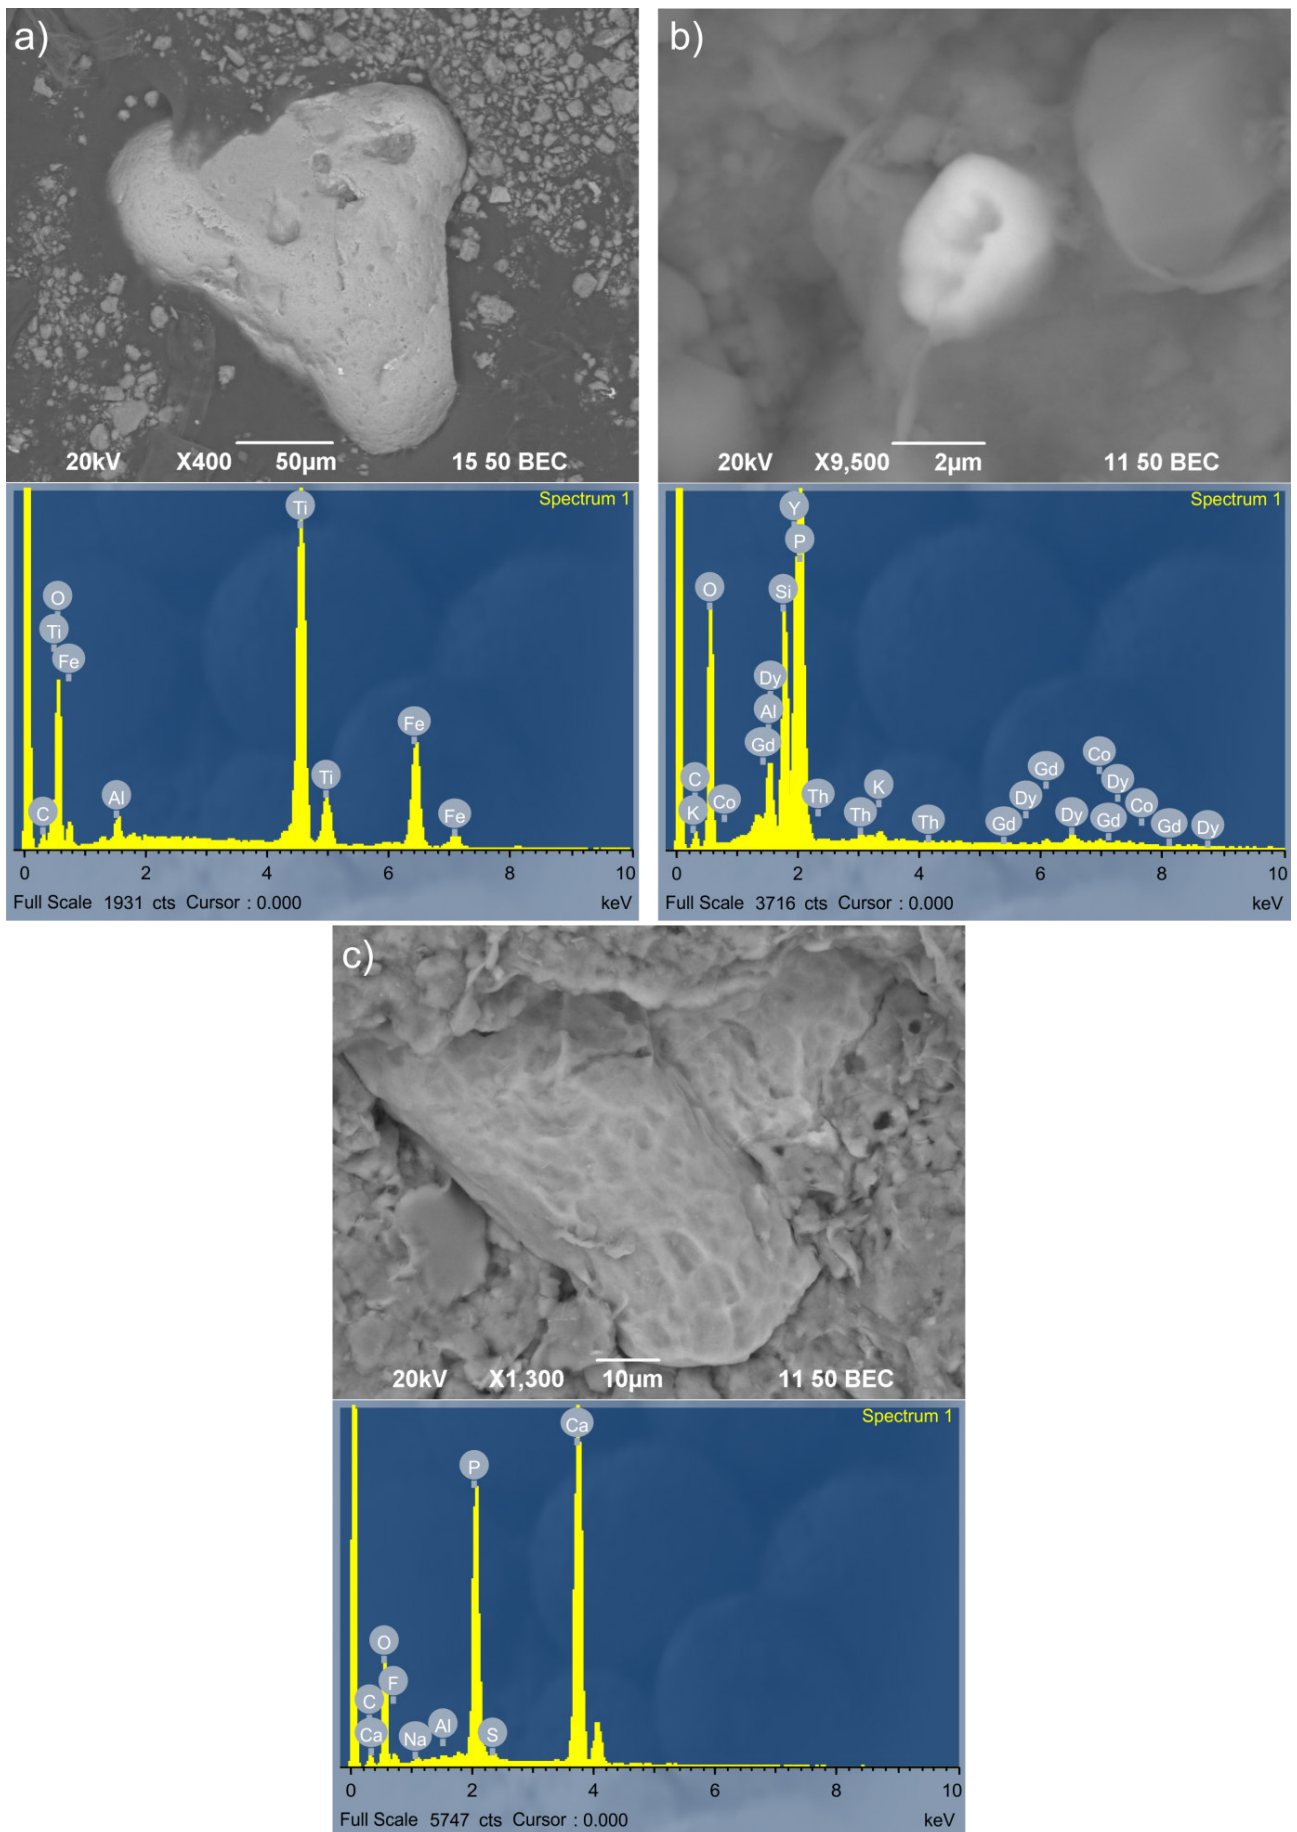 a)
20kV X400 50µm 15 50 BEC
Spectrum 1
Ti
O
Ti
Fe
Fe
Ti
Al
C
Fe
0 2 4 6 8 10
Full Scale 1931 cts Cursor : 0.000 keV
b)
20kV X9,500 2µm 11 50 BEC
Spectrum 1
Y
P
O
Si
Dy
Al
Gd
C
K
Co
Th
K
Th
Th
Co
Gd
Dy
Dy
Co
Gd
Dy
Gd
Gd
Dy
0 2 4 6 8 10
Full Scale 3716 cts Cursor : 0.000 keV
c)
20kV X1,300 10µm 11 50 BEC
Spectrum 1
Ca
P
O
F
C
Ca
Na
Al
S
0 2 4 6 8 10
Full Scale 5747 cts Cursor : 0.000 keV